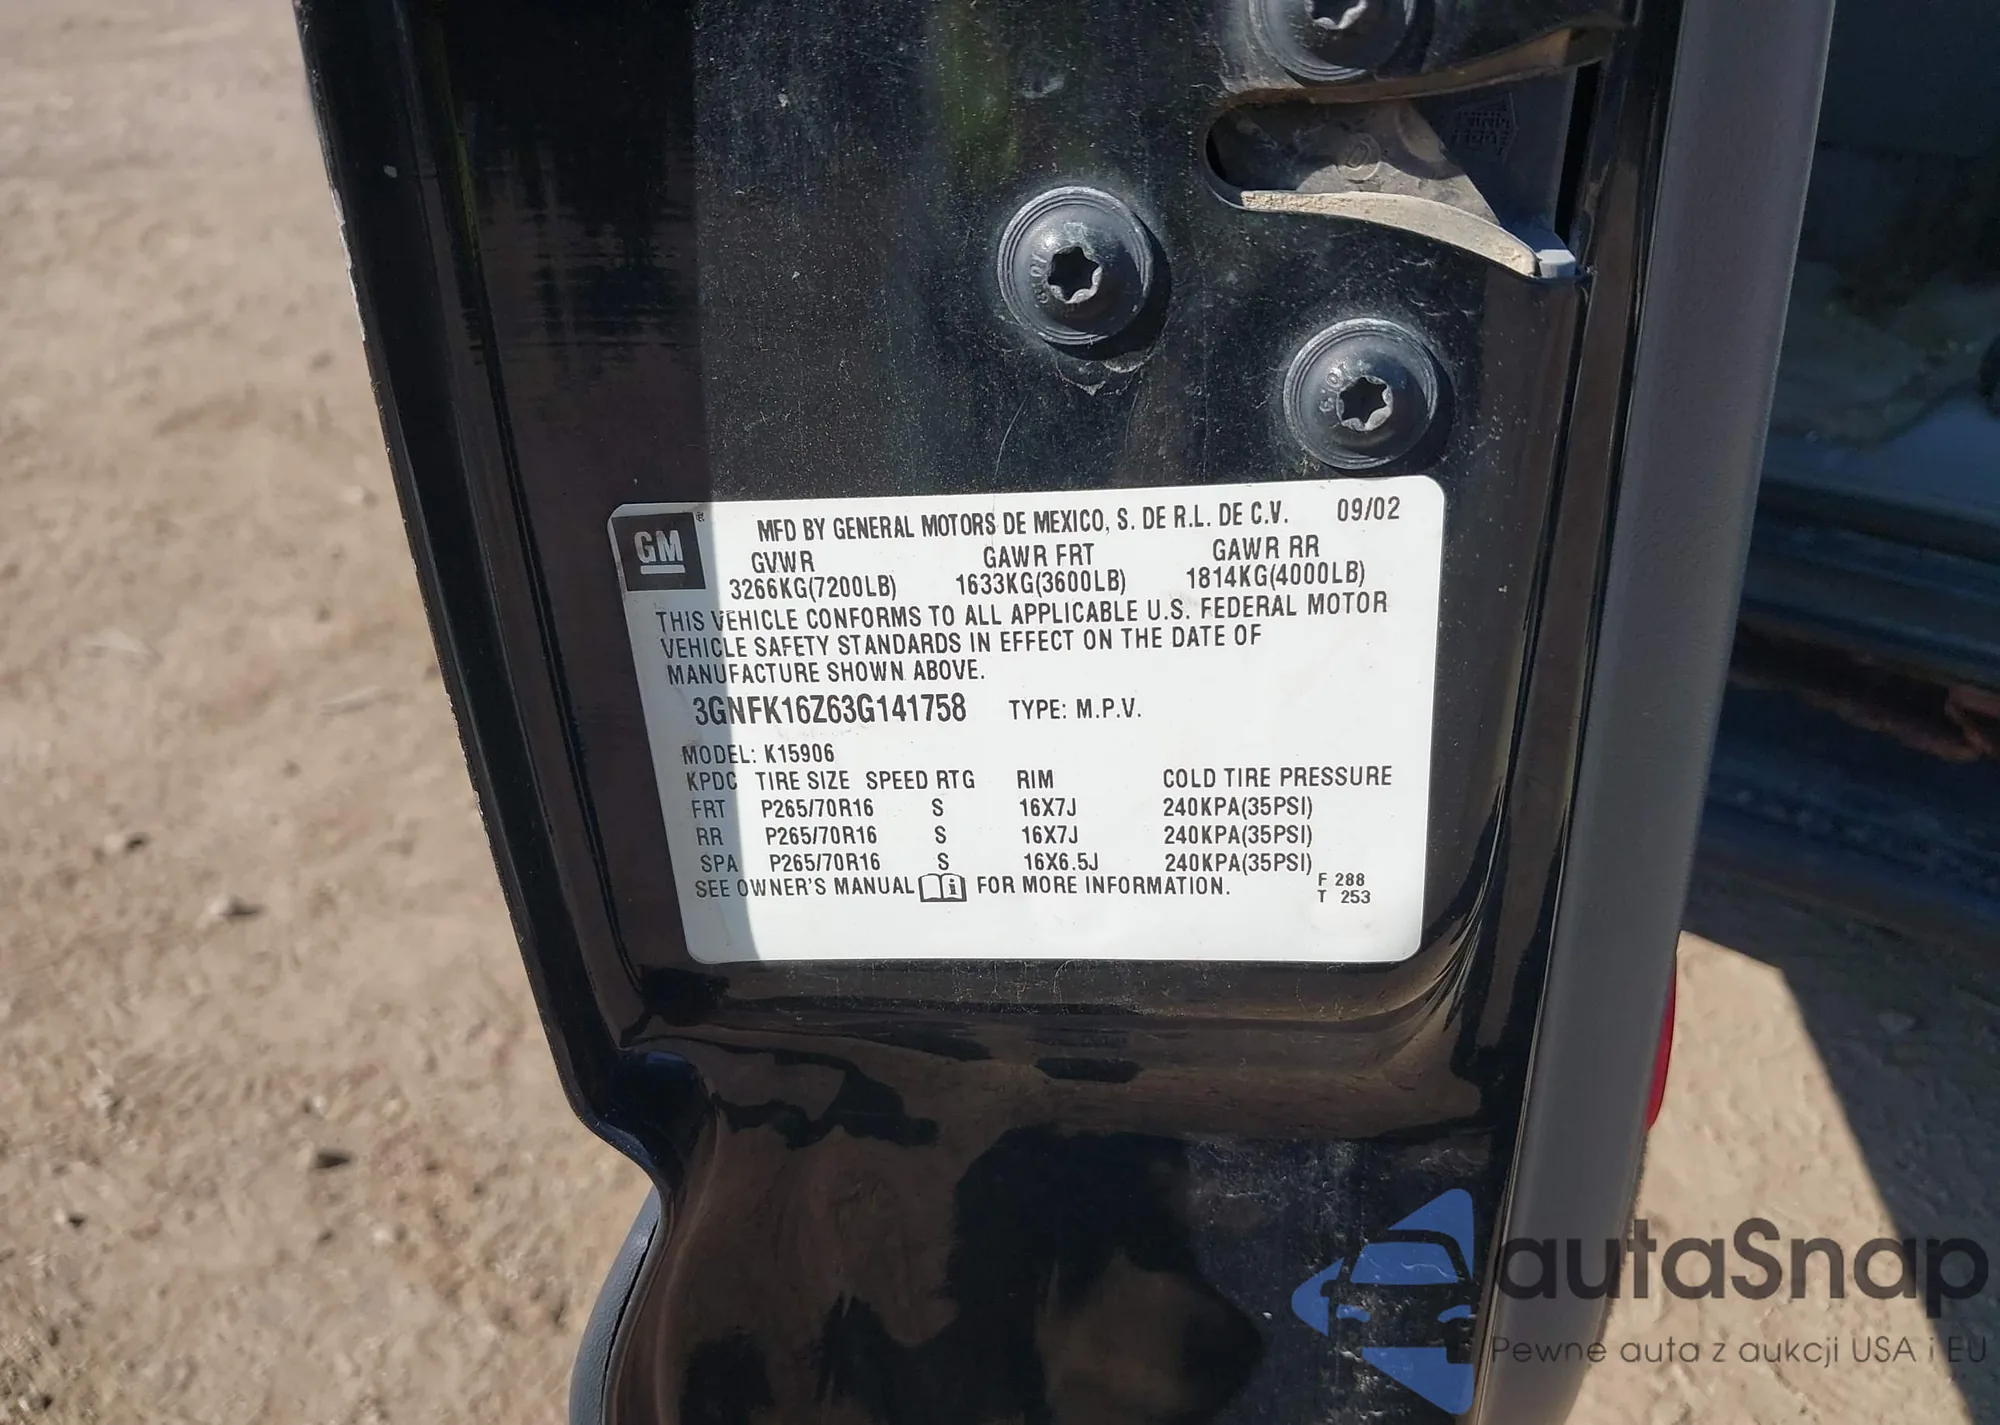 GM ® MFD BY GENERAL MOTORS DE MEXICO, S. DE R.L. DE C.V. 09/02
GVWR GAWR FRT GAWR RR
3266KG(7200LB) 1633KG(3600LB) 1814KG(4000LB)
THIS VEHICLE CONFORMS TO ALL APPLICABLE U.S. FEDERAL MOTOR
VEHICLE SAFETY STANDARDS IN EFFECT ON THE DATE OF
MANUFACTURE SHOWN ABOVE.
3GNFK16Z63G141758 TYPE: M.P.V.
MODEL: K15906
KPDC TIRE SIZE SPEED RTG RIM COLD TIRE PRESSURE
FRT P265/70R16 S 16X7J 240KPA(35PSI)
RR P265/70R16 S 16X7J 240KPA(35PSI)
SPA P265/70R16 S 16X6.5J 240KPA(35PSI)
SEE OWNER'S MANUAL FOR MORE INFORMATION. F 288
T 253
autaSnap
Pewne auta z aukcji USA i EU